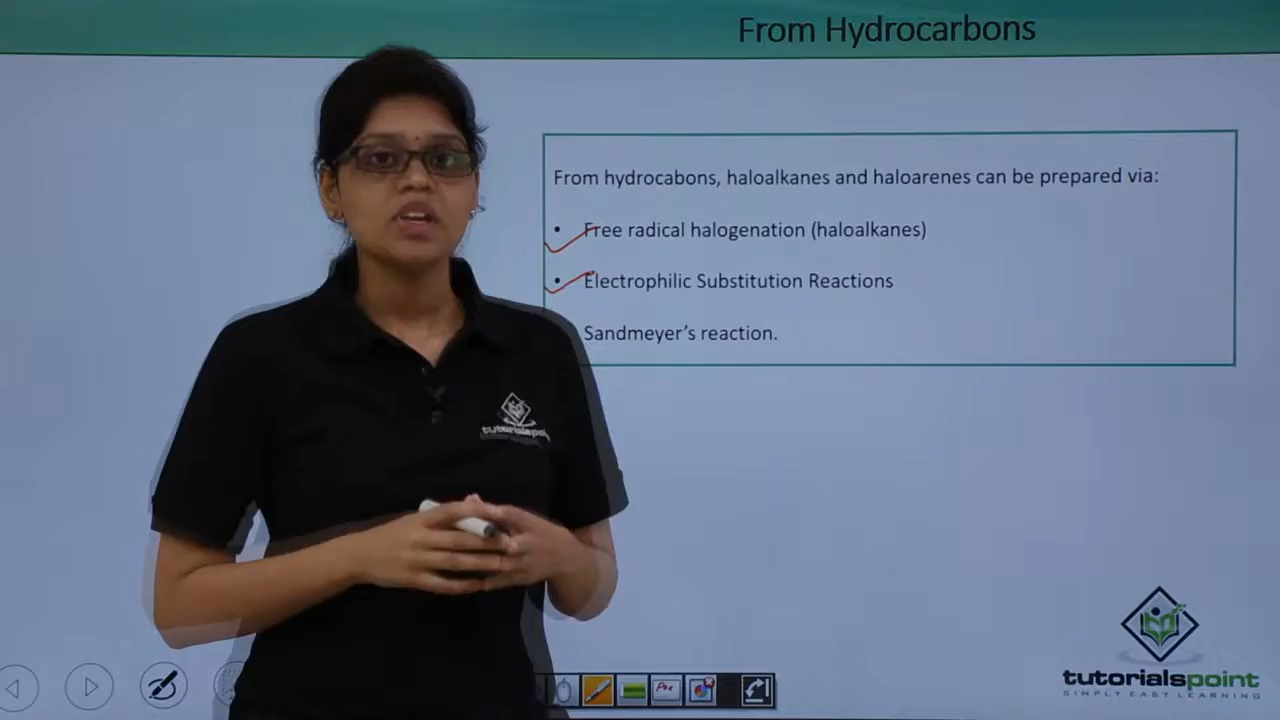 From Hydrocarbons
From hydrocabons, haloalkanes and haloarenes can be prepared via:
• Free radical halogenation (haloalkanes)
• Electrophilic Substitution Reactions
Sandmeyer's reaction.
tutorialspoint
SIMPLY EASY LEARNING